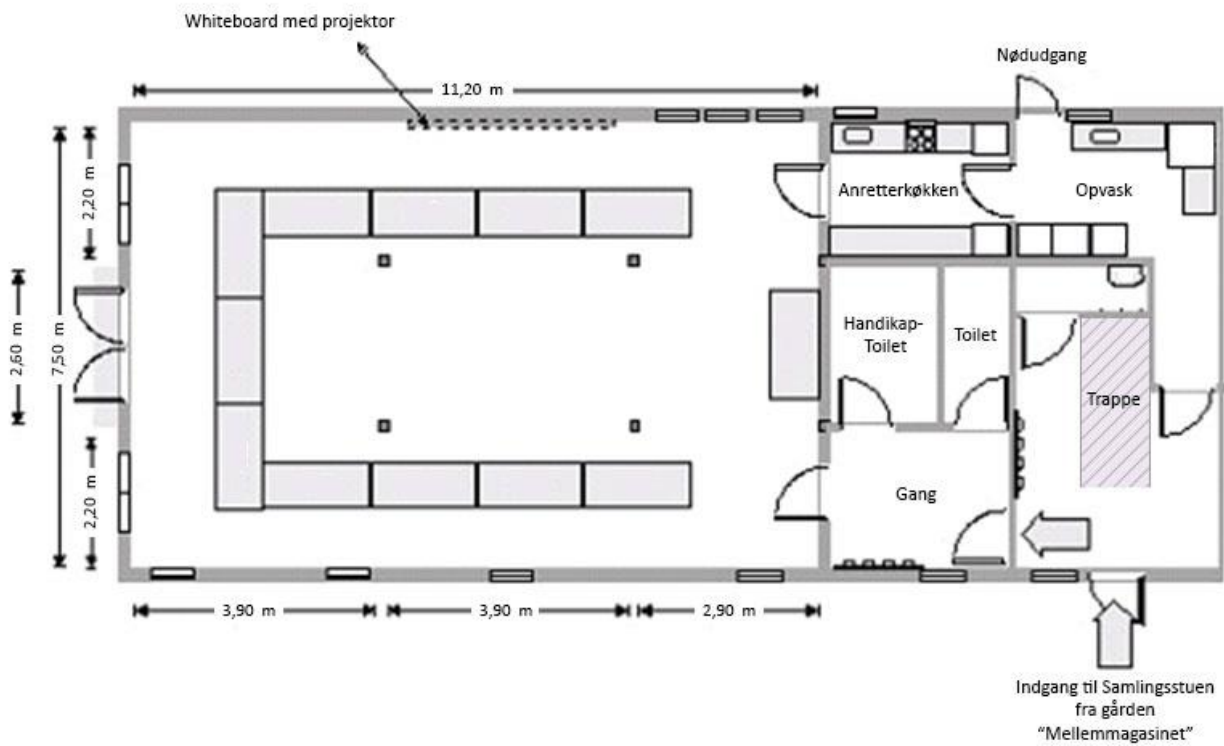 Whiteboard med projektor
Nødudgang
11,20 m
2,20 m
Anretterkøkken
Opvask
2,60 m
7,50 m
Handikap-
Toilet
Toilet
Trappe
2,20 m
Gang
3,90 m
3,90 m
2,90 m
Indgang til Samlingsstuen
fra gården
“Mellemmagasinet”